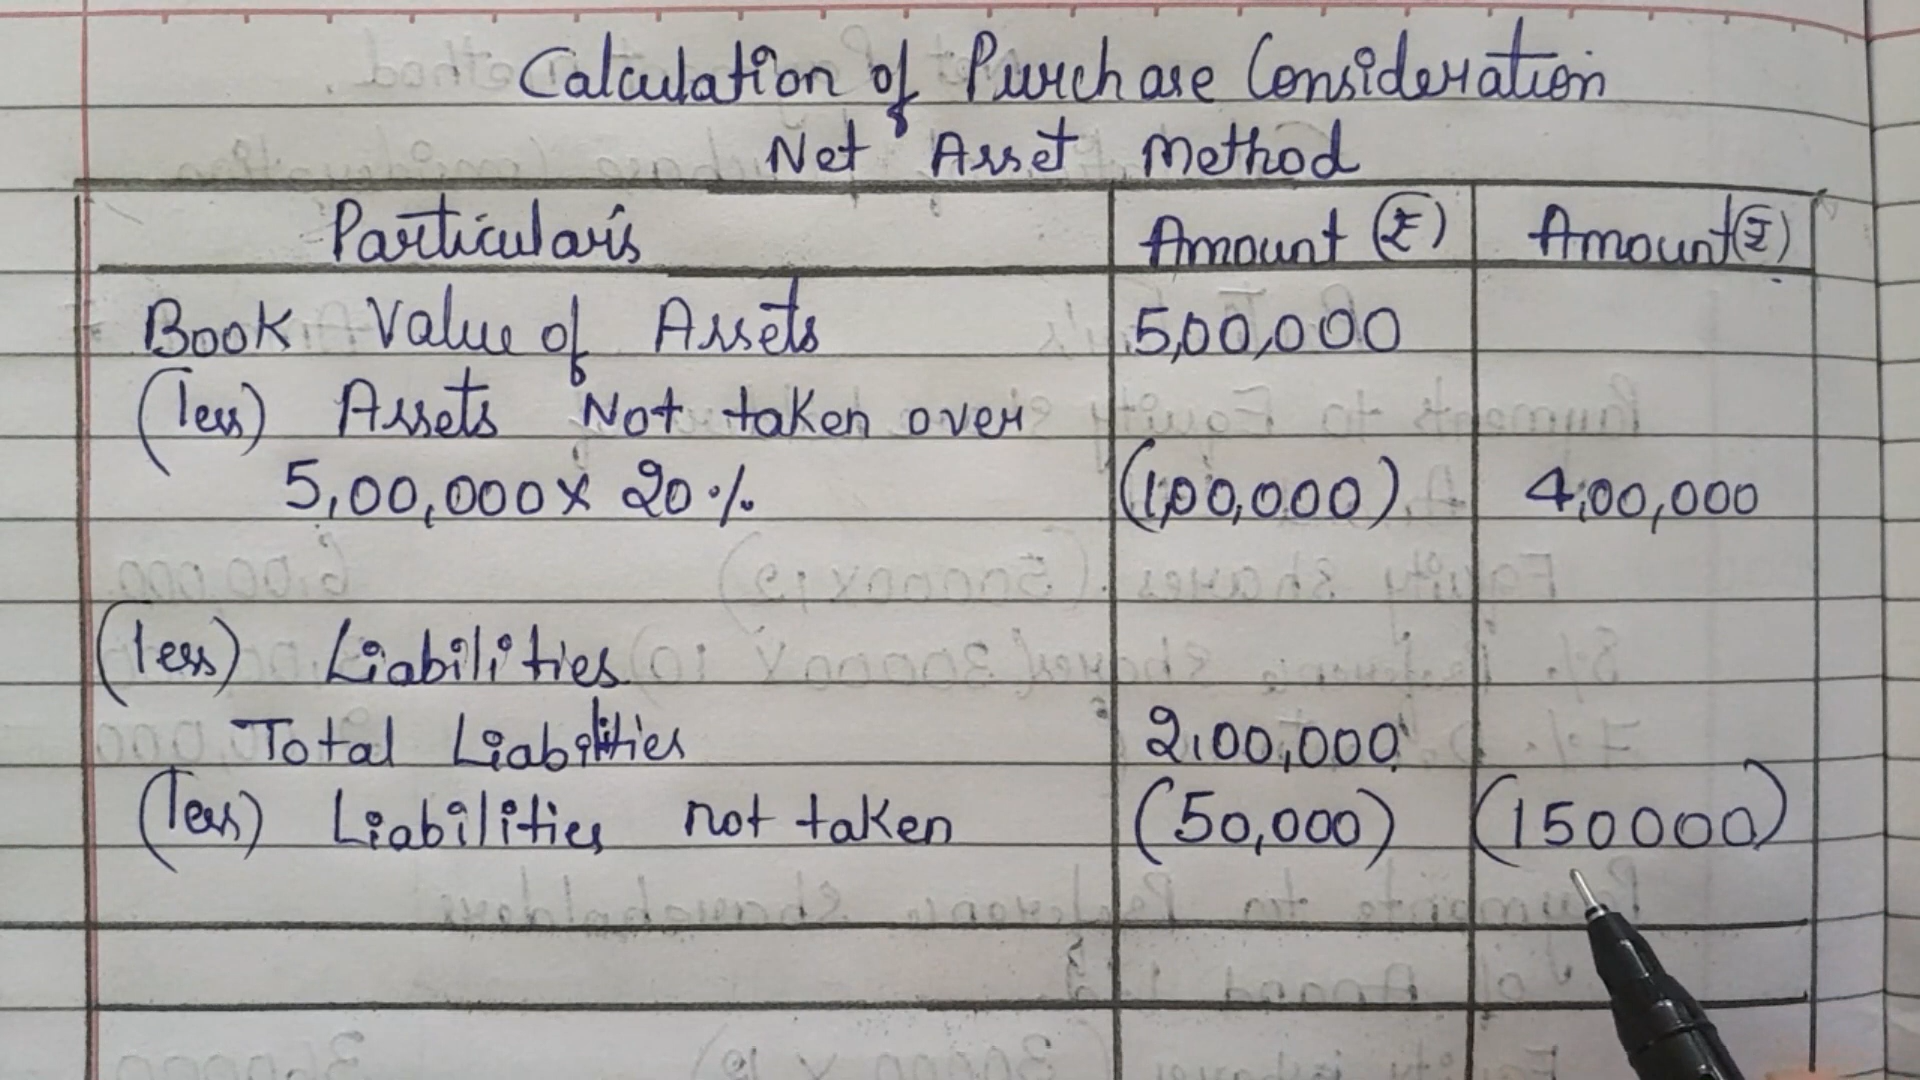 Calculation of Purchase Consideration
Net Asset Method
Particulars Amount (₹) Amount (₹)
Book Value of Assets 5,00,000
(less) Assets Not taken over
5,00,000 x 20% (1,00,000) 4,00,000
(less) Liabilities
Total Liabilities 2,00,000
(less) Liabilities not taken (50,000) (150000)